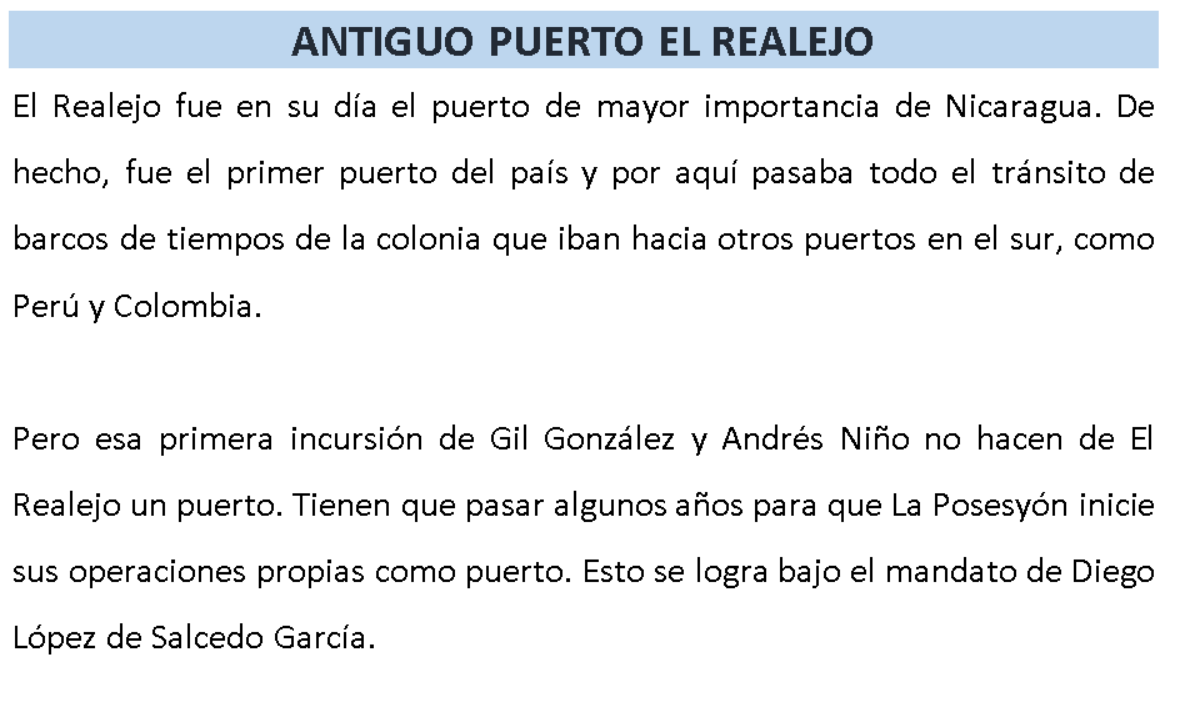 ANTIGUO PUERTO EL REALEJO
El Realejo fue en su día el puerto de mayor importancia de Nicaragua. De
hecho, fue el primer puerto del país y por aquí pasaba todo el tránsito de
barcos de tiempos de la colonia que iban hacia otros puertos en el sur, como
Perú y Colombia.
Pero esa primera incursión de Gil González y Andrés Niño no hacen de El
Realejo un puerto. Tienen que pasar algunos años para que La Posesyón inicie
sus operaciones propias como puerto. Esto se logra bajo el mandato de Diego
López de Salcedo García.